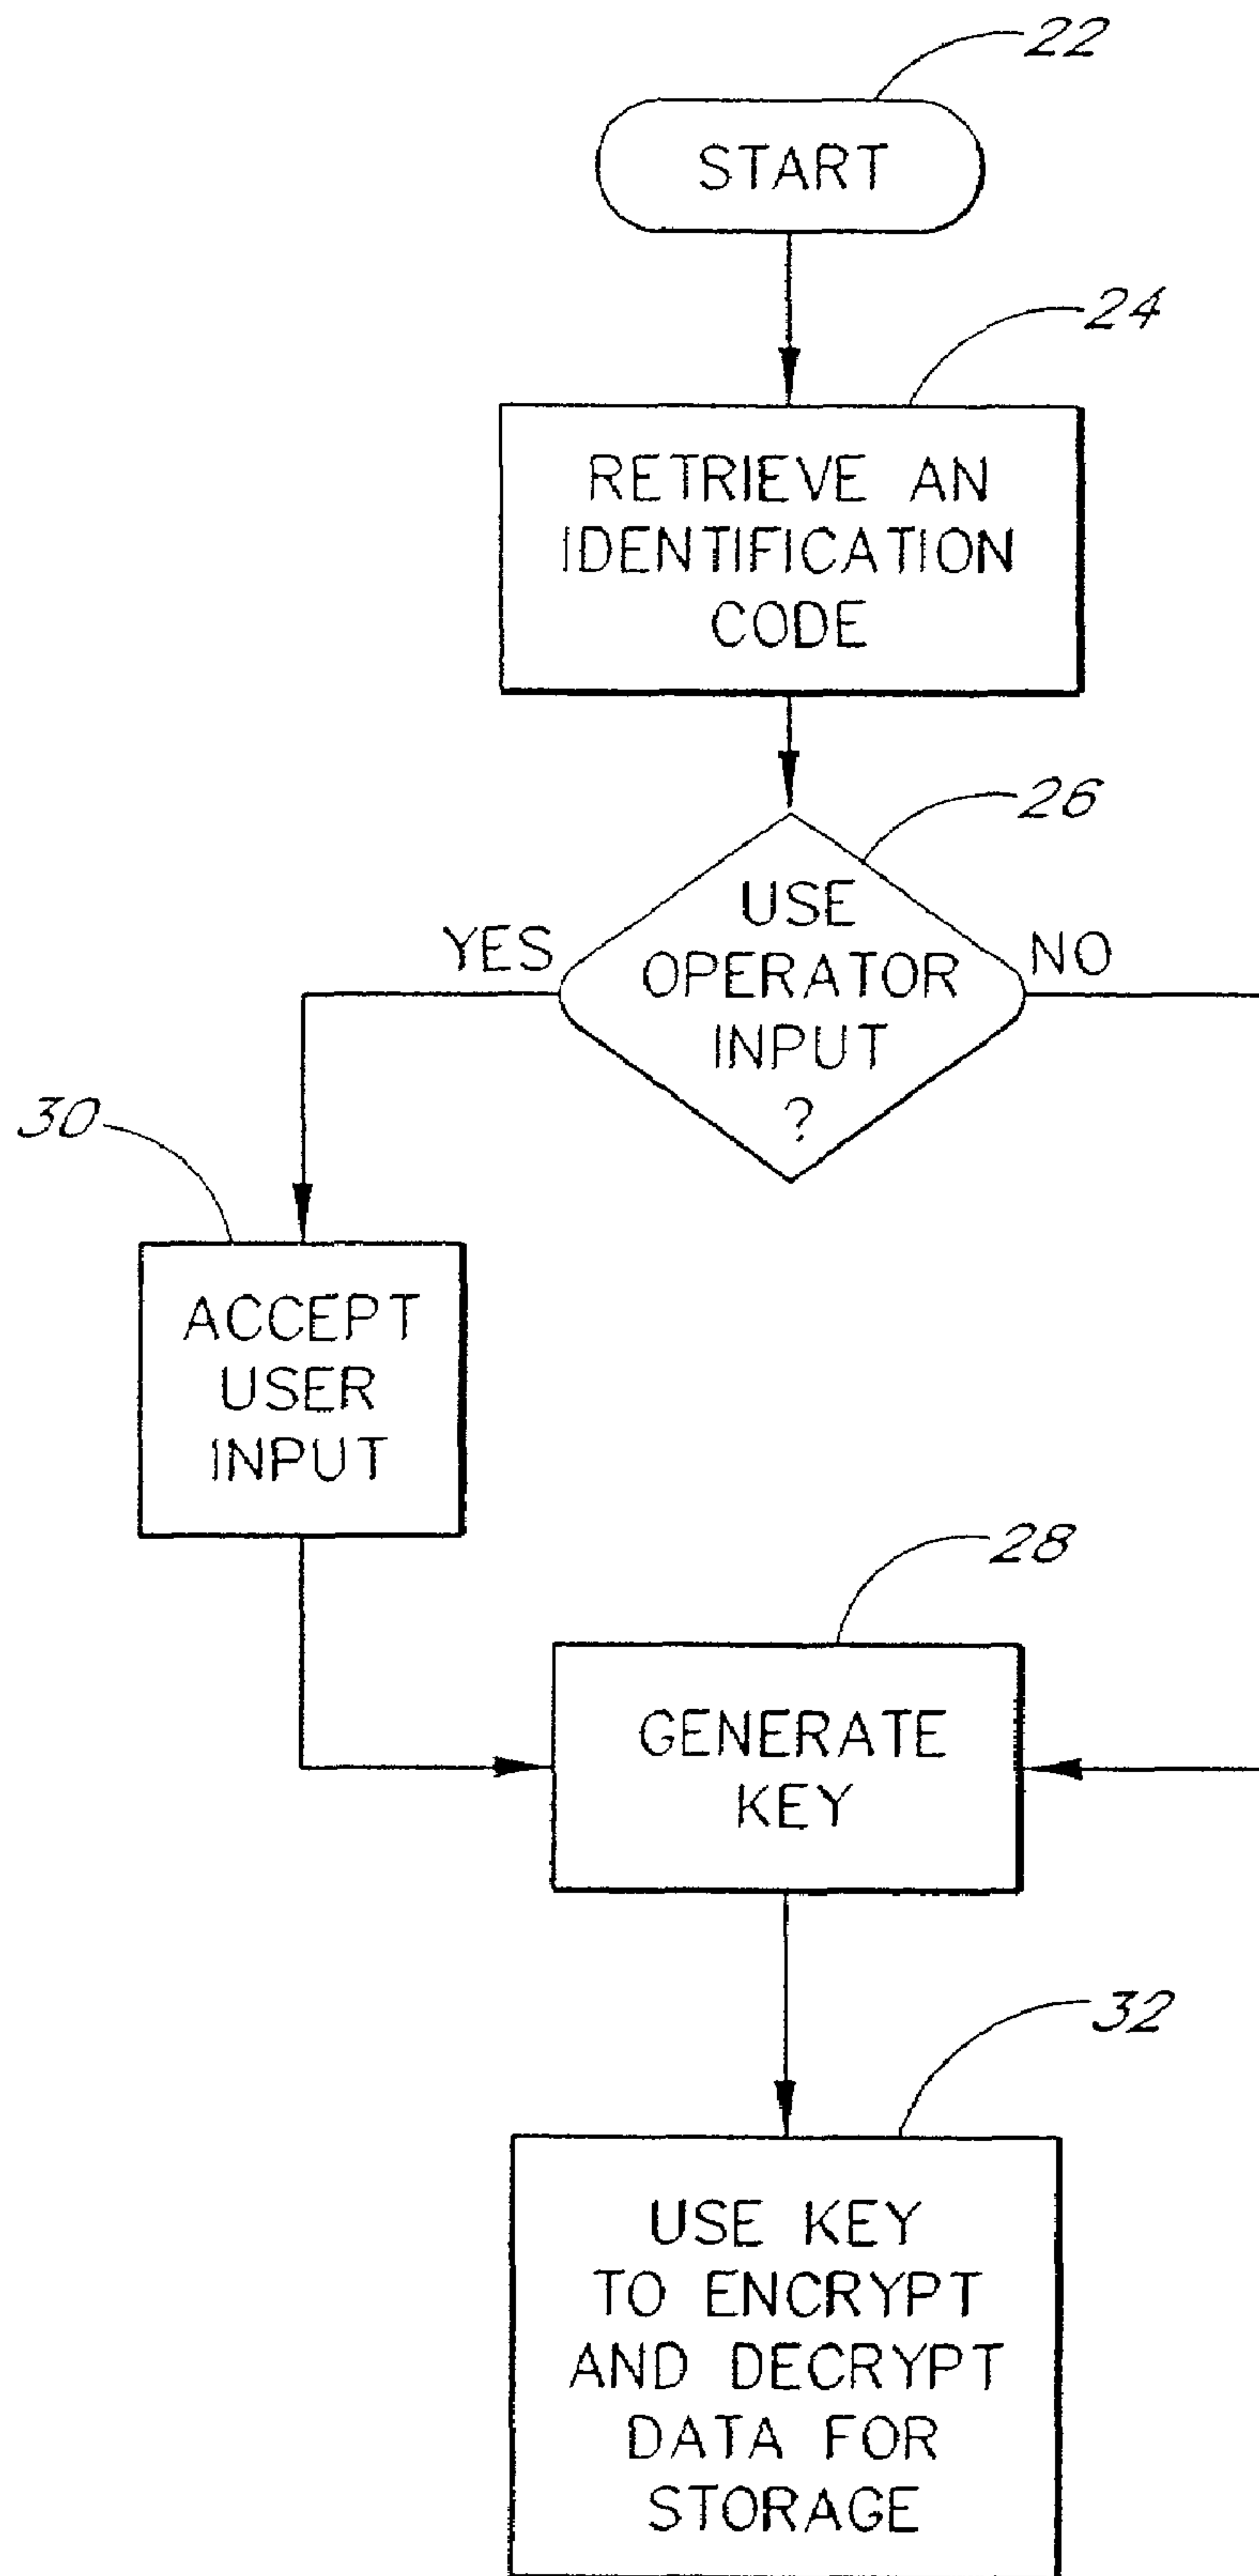 22
START
24
RETRIEVE AN
IDENTIFICATION
CODE
26
USE
OPERATOR
INPUT
?
YES
NO
30
ACCEPT
USER
INPUT
28
GENERATE
KEY
32
USE KEY
TO ENCRYPT
AND DECRYPT
DATA FOR
STORAGE